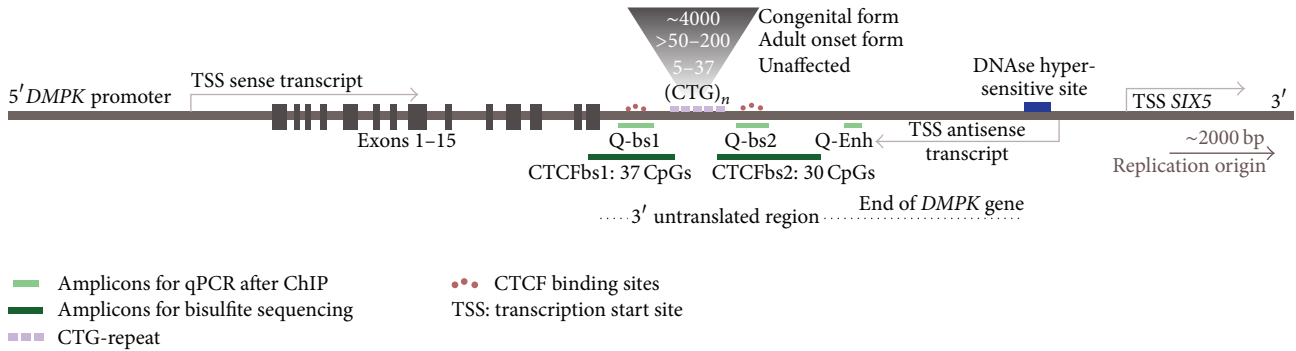 ~4000 Congenital form
>50–200 Adult onset form
5–37 Unaffected
(CTG)n
5′ DMPK promoter
TSS sense transcript
DNAse hyper-
sensitive site
TSS SIX5
3′
Exons 1–15
Q-bs1
Q-bs2
Q-Enh
TSS antisense
transcript
~2000 bp
Replication origin
CTCFbs1: 37 CpGs
CTCFbs2: 30 CpGs
3′ untranslated region
End of DMPK gene
Amplicons for qPCR after ChIP
Amplicons for bisulfite sequencing
CTG-repeat
CTCF binding sites
TSS: transcription start site